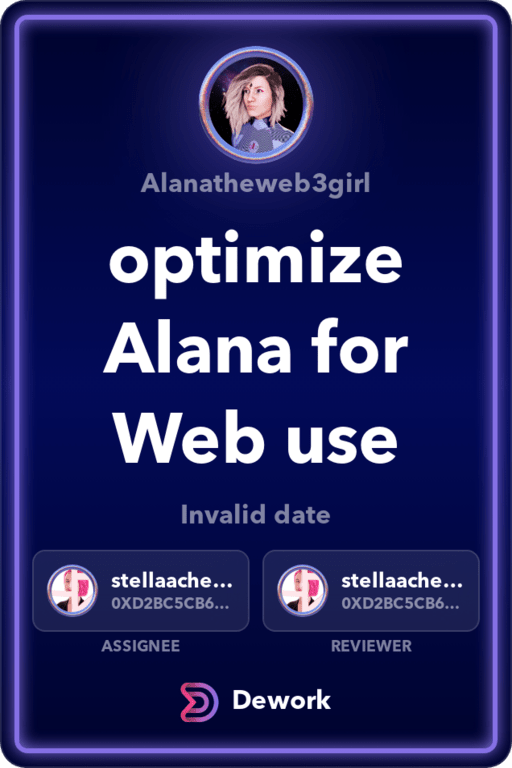 Alanatheweb3girl
optimize
Alana for
Web use
Invalid date
stellaache...
0XD2BC5CB6...
ASSIGNEE
stellaache...
0XD2BC5CB6...
REVIEWER
Dework